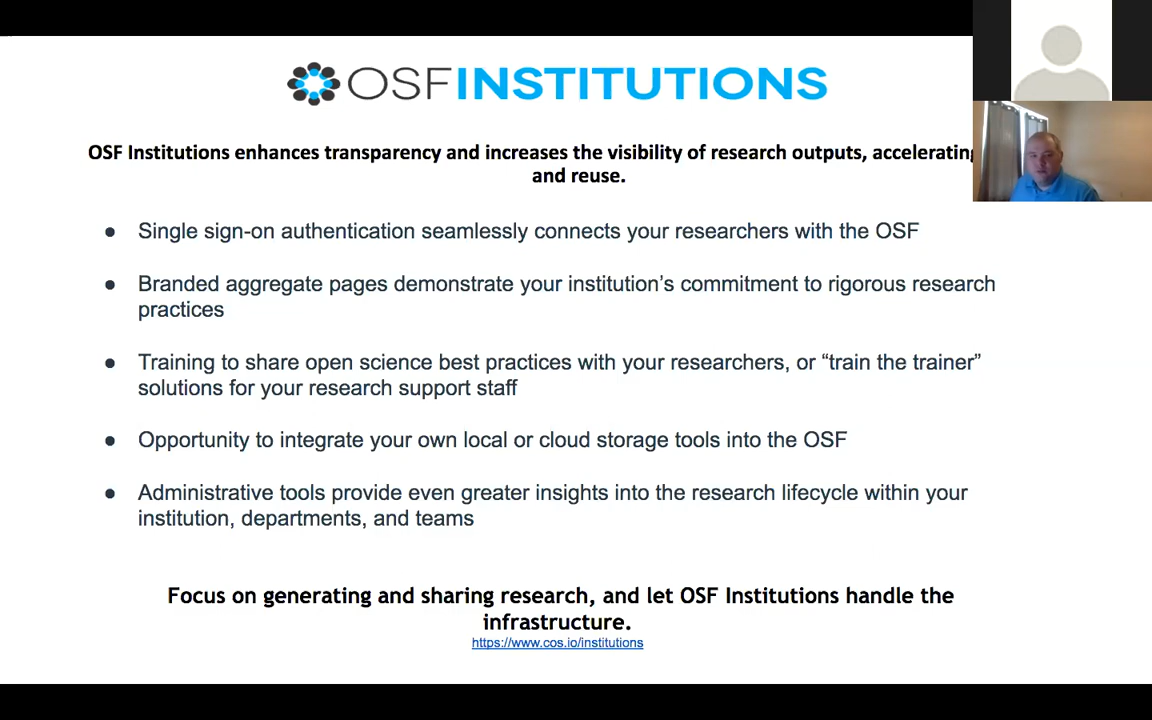 OSFINSTITUTIONS
OSF Institutions enhances transparency and increases the visibility of research outputs, accelerating
and reuse.
● Single sign-on authentication seamlessly connects your researchers with the OSF
● Branded aggregate pages demonstrate your institution’s commitment to rigorous research
practices
● Training to share open science best practices with your researchers, or “train the trainer”
solutions for your research support staff
● Opportunity to integrate your own local or cloud storage tools into the OSF
● Administrative tools provide even greater insights into the research lifecycle within your
institution, departments, and teams
Focus on generating and sharing research, and let OSF Institutions handle the
infrastructure.
https://www.cos.io/institutions